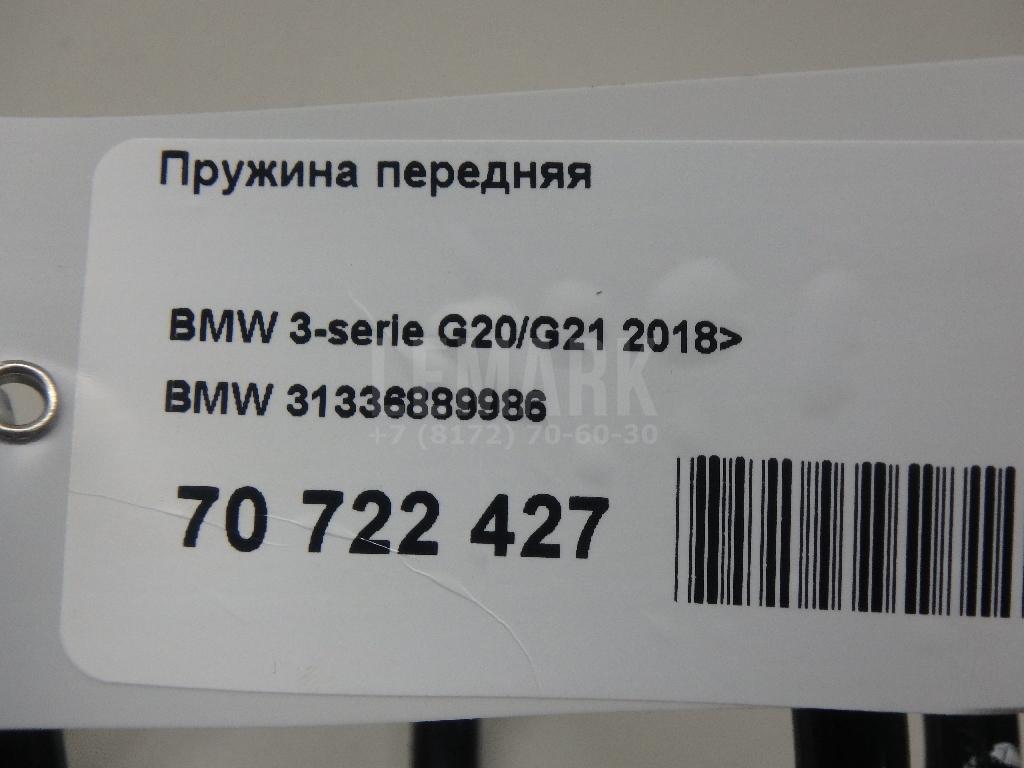 Пружина передняя
BMW 3-serie G20/G21 2018>
LEMARK
BMW 31336889986
+7 (8172) 70-60-30
70 722 427